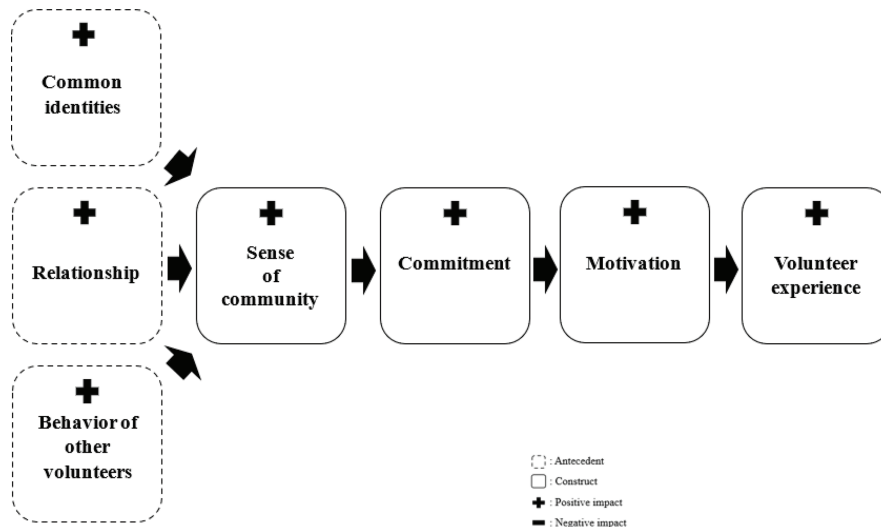 Common
identities
Relationship
Behavior of
other
volunteers
Sense
of
community
Commitment
Motivation
Volunteer
experience
: Antecedent
: Construct
: Positive impact
: Negative impact